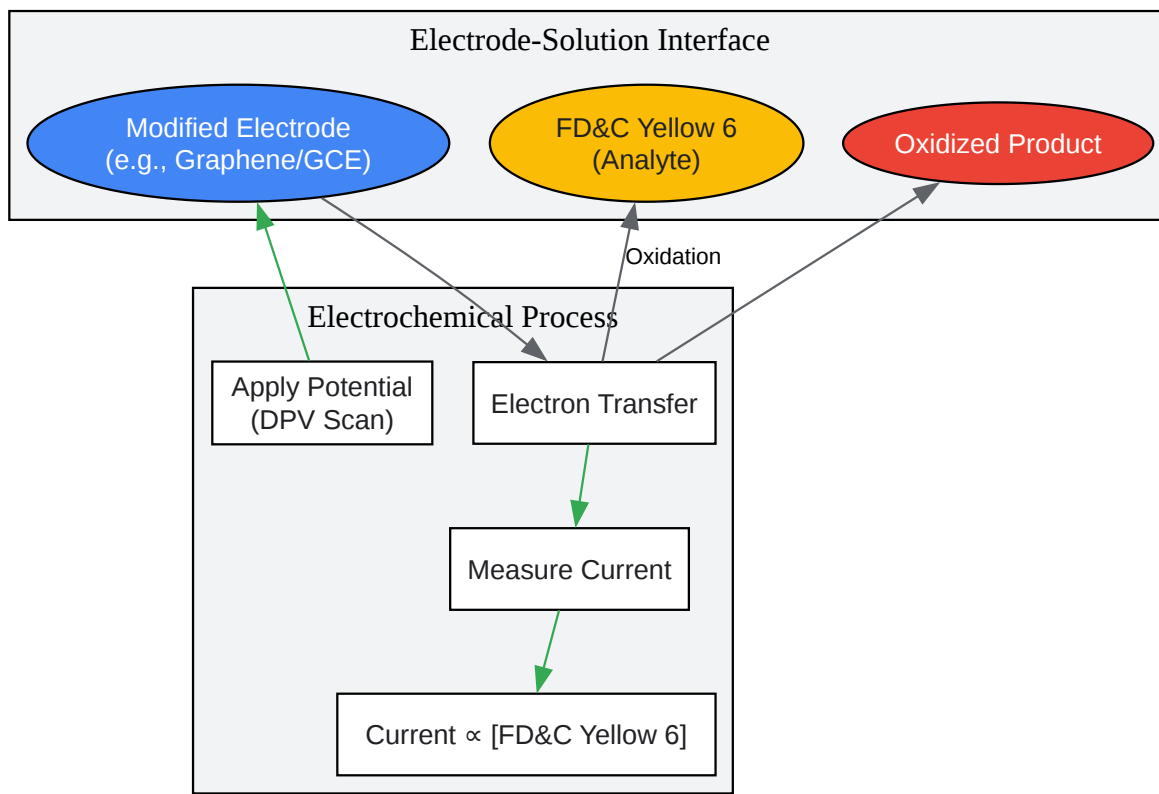 Electrode-Solution Interface
Modified Electrode
(e.g., Graphene/GCE)
FD&C Yellow 6
(Analyte)
Oxidized Product
Oxidation
Electrochemical Process
Apply Potential
(DPV Scan)
Electron Transfer
Measure Current
Current ∝ [FD&C Yellow 6]